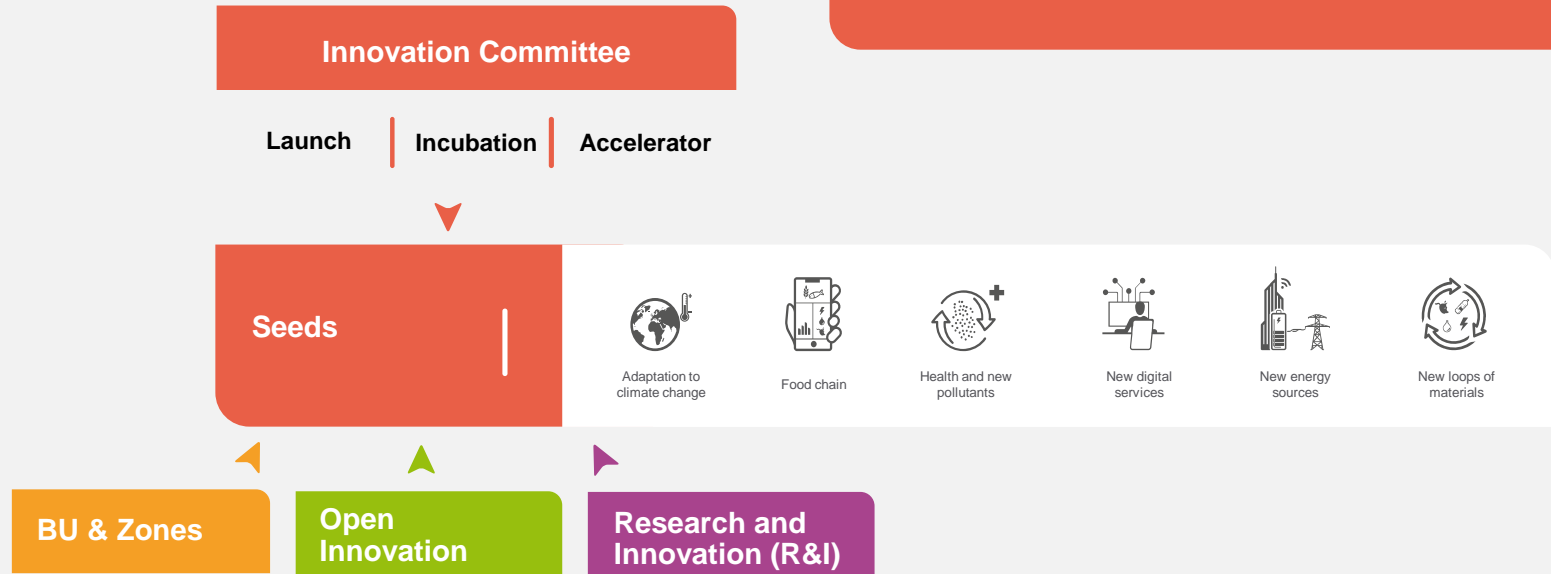 Innovation Committee
Launch
Incubation
Accelerator
Seeds
Adaptation to
climate change
Food chain
Health and new
pollutants
New digital
services
New energy
sources
New loops of
materials
BU & Zones
Open
Innovation
Research and
Innovation (R&I)